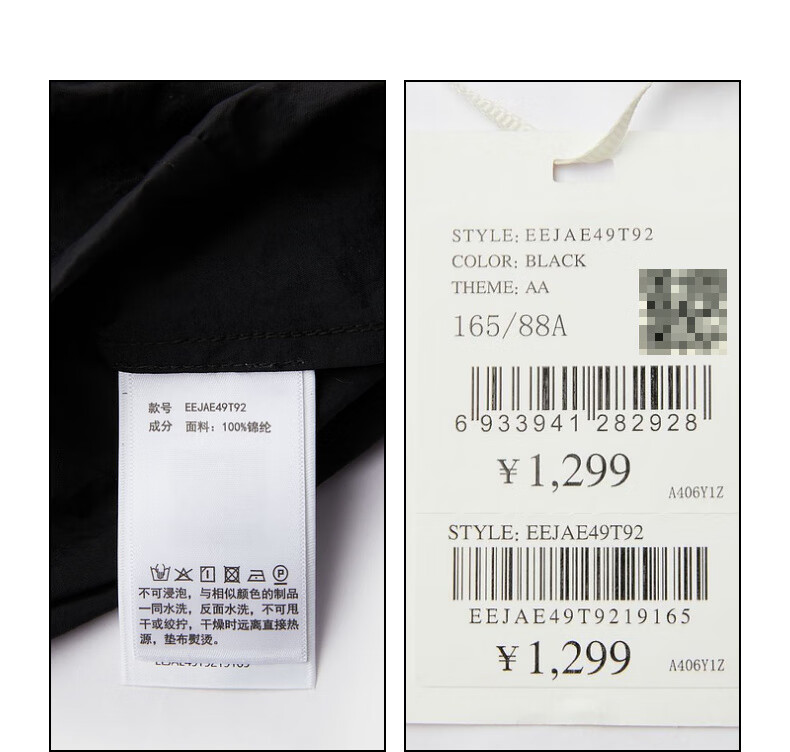 款号 EEJAE49T92
成分 面料：100%锦纶
不可浸泡，与相似颜色的制品
一同水洗，反面水洗，不可甩
干或绞拧，干燥时远离直接热
源，垫布熨烫。
EEJAE49T9219165
STYLE: EEJAE49T92
COLOR: BLACK
THEME: AA
165/88A
6 933941 282928
¥1,299
A406Y1Z
STYLE: EEJAE49T92
EEJAE49T9219165
¥1,299
A406Y1Z